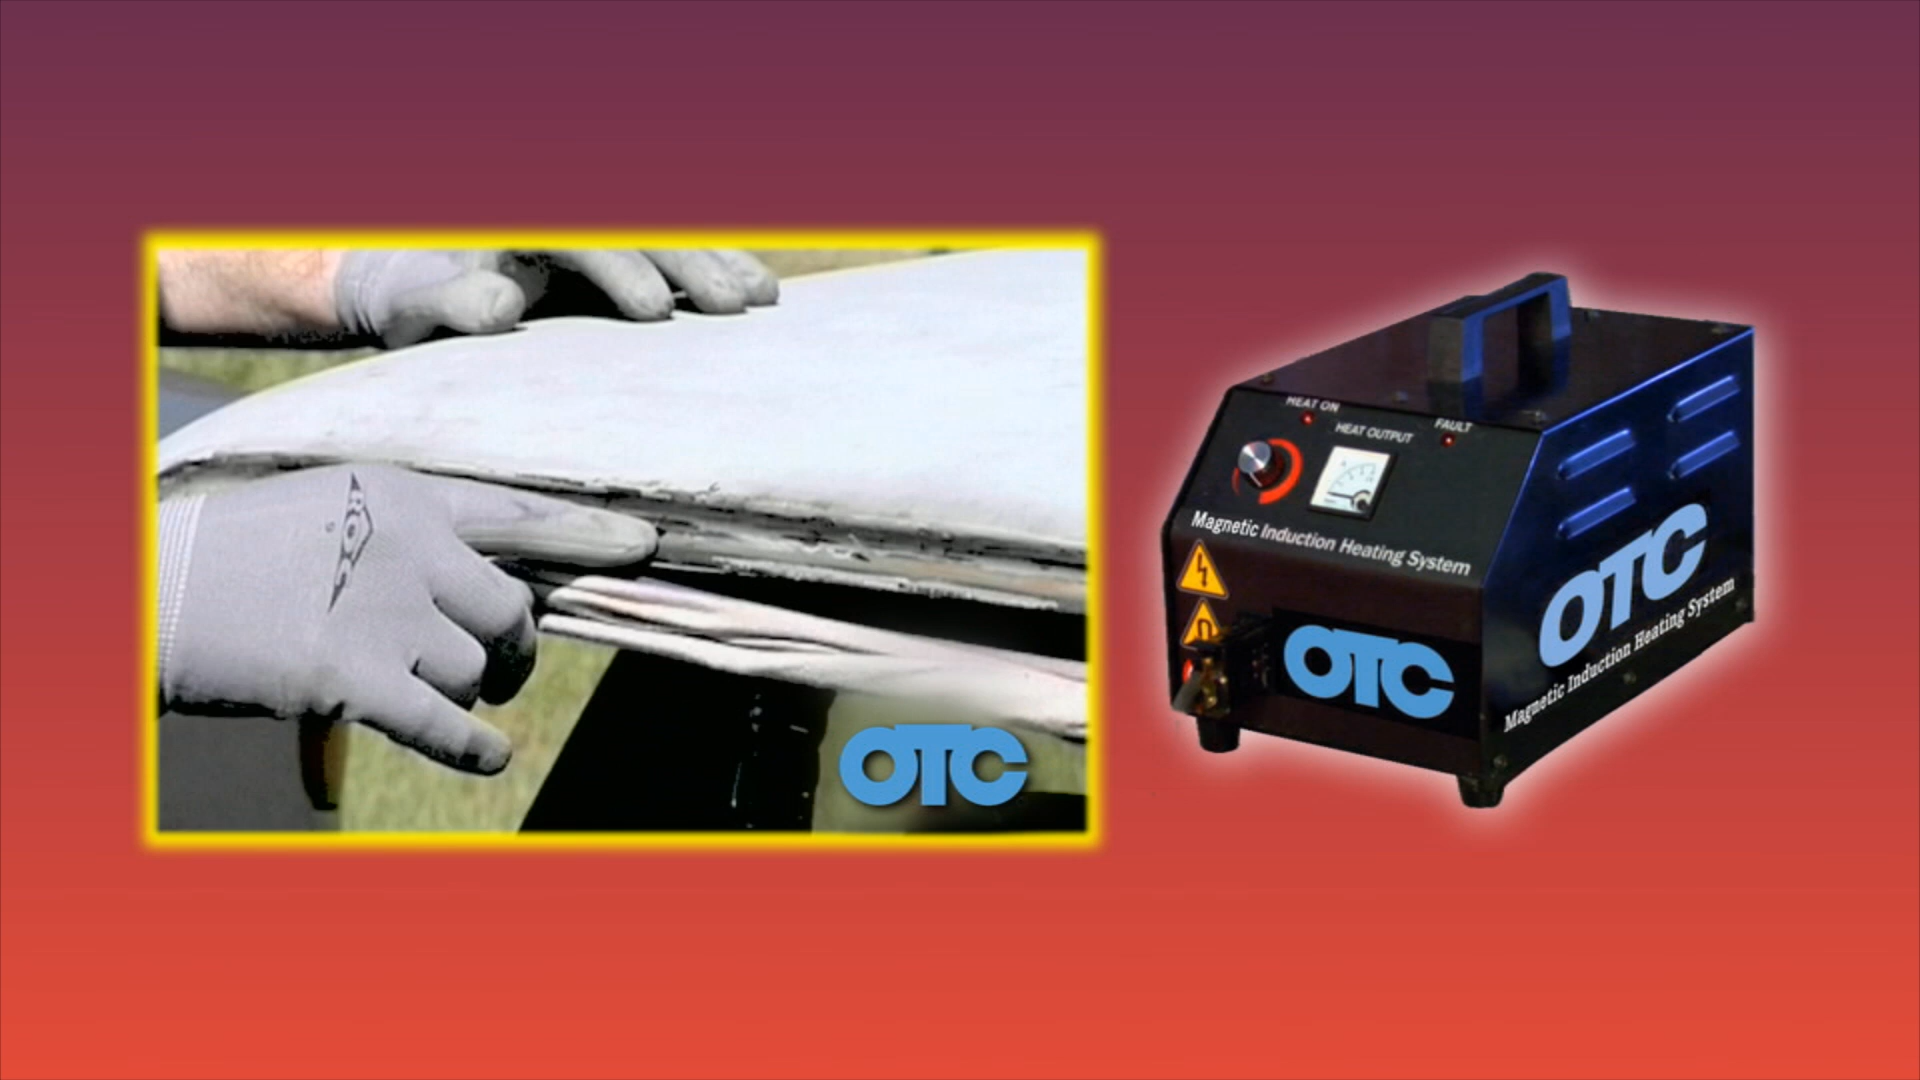 OTC
HEAT ON
HEAT OUTPUT
FAULT
Magnetic Induction Heating System
OTC
OTC
Magnetic Induction Heating System